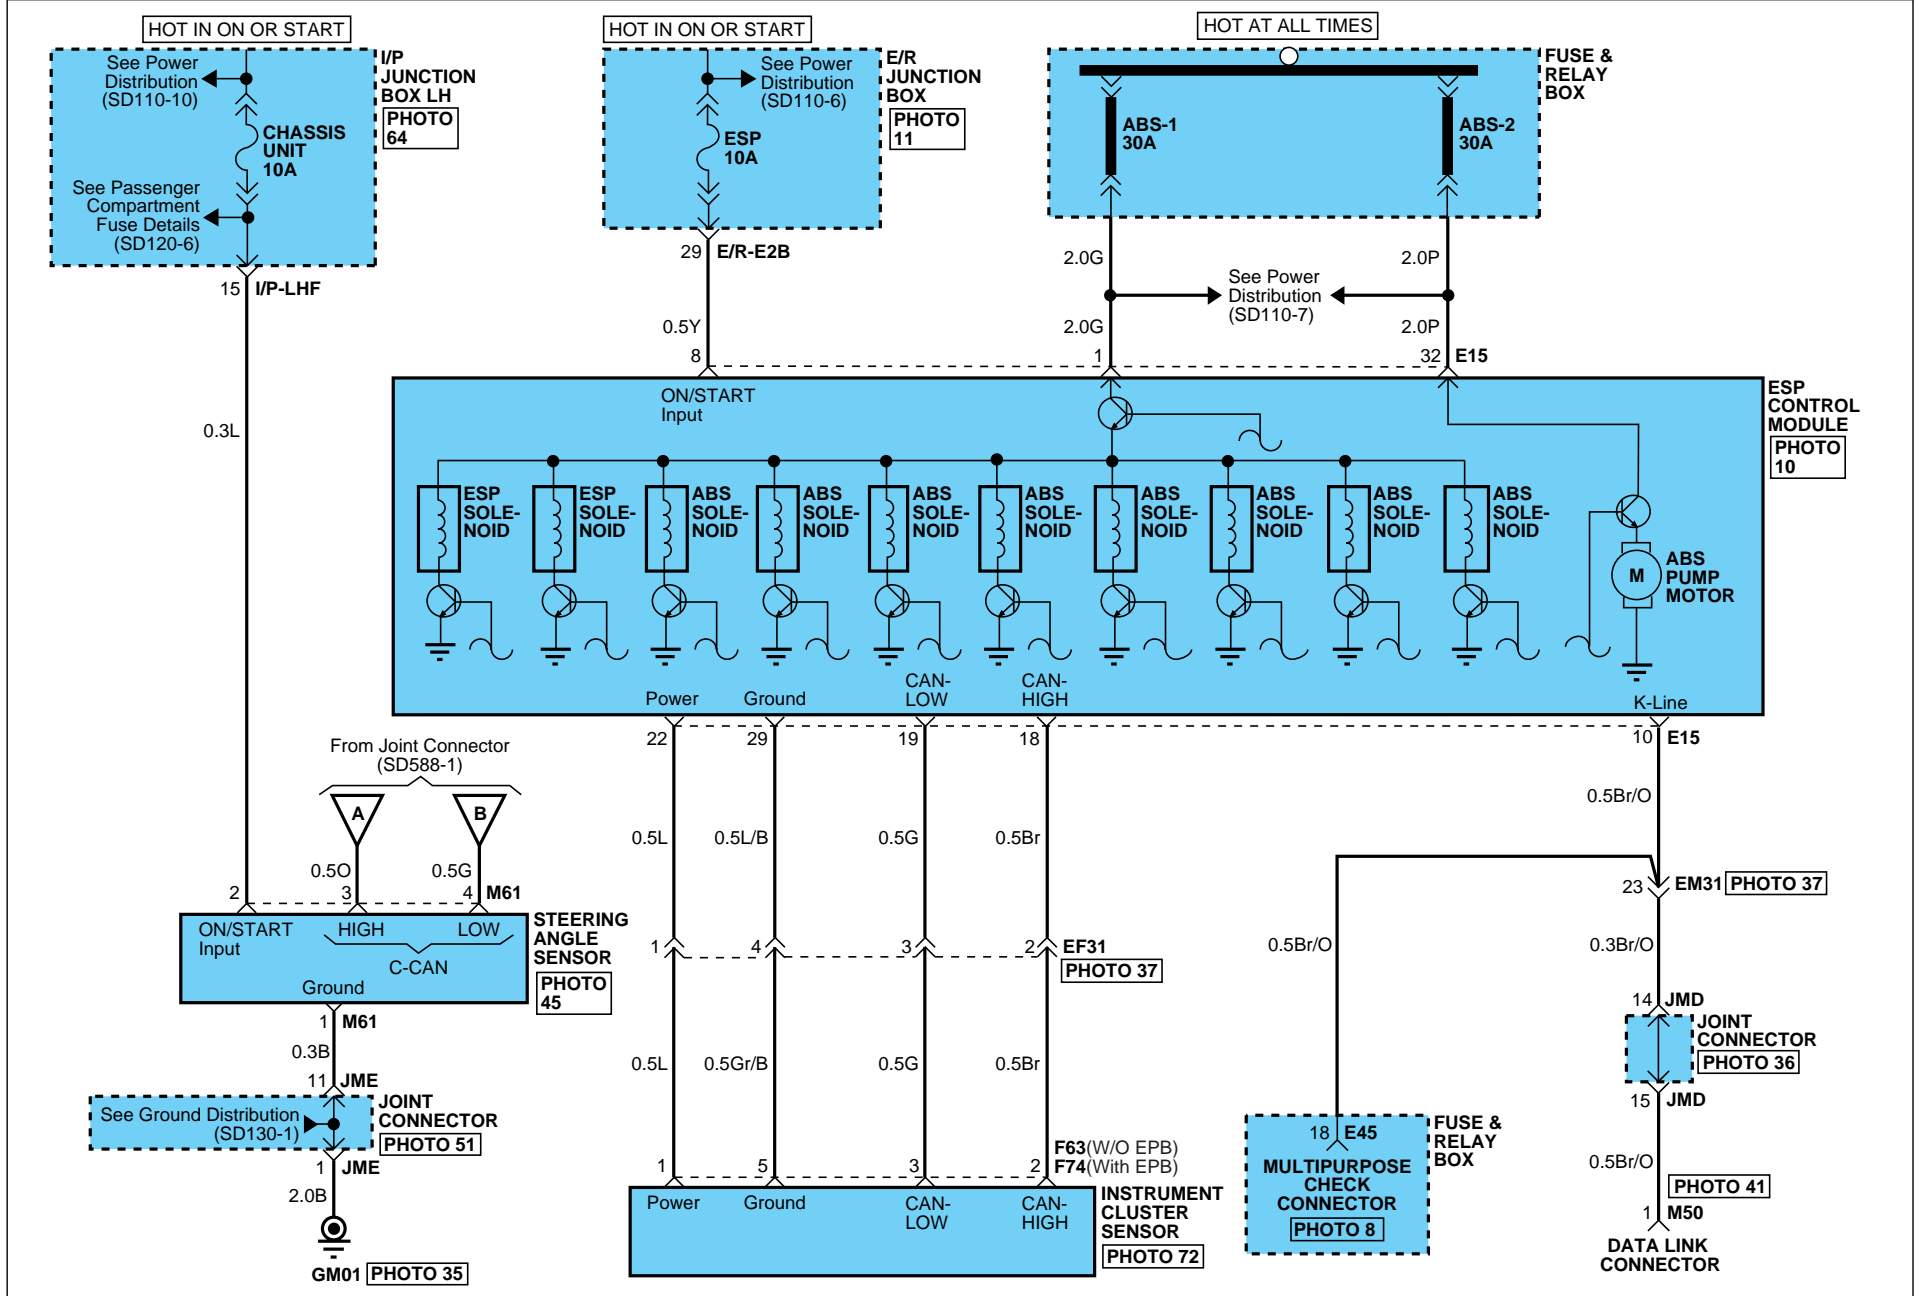 HOT IN ON OR START
HOT IN ON OR START
HOT AT ALL TIMES
See Power
Distribution
(SD110-10)
CHASSIS
UNIT
10A
See Passenger
Compartment
Fuse Details
(SD120-6)
I/P
JUNCTION
BOX LH
PHOTO
64
15 I/P-LHF
See Power
Distribution
(SD110-6)
ESP
10A
E/R
JUNCTION
BOX
PHOTO
11
29 E/R-E2B
ABS-1
30A
ABS-2
30A
FUSE &
RELAY
BOX
2.0G
2.0P
See Power
Distribution
(SD110-7)
0.5Y
2.0G
2.0P
8
1
32 E15
0.3L
ON/START
Input
ESP
CONTROL
MODULE
PHOTO
10
ESP
SOLE-
NOID
ESP
SOLE-
NOID
ABS
SOLE-
NOID
ABS
SOLE-
NOID
ABS
SOLE-
NOID
ABS
SOLE-
NOID
ABS
SOLE-
NOID
ABS
SOLE-
NOID
ABS
SOLE-
NOID
ABS
SOLE-
NOID
M
ABS
PUMP
MOTOR
Power
Ground
CAN-
LOW
CAN-
HIGH
K-Line
22
29
19
18
10 E15
From Joint Connector
(SD588-1)
A
B
0.5O
0.5G
2
3
4 M61
ON/START
Input
HIGH
LOW
C-CAN
Ground
STEERING
ANGLE
SENSOR
PHOTO
45
1 M61
0.3B
11 JME
See Ground Distribution
(SD130-1)
JOINT
CONNECTOR
PHOTO 51
1 JME
2.0B
GM01 PHOTO 35
0.5L
0.5L/B
0.5G
0.5Br
1
4
3
2 EF31
PHOTO 37
0.5L
0.5Gr/B
0.5G
0.5Br
F63(W/O EPB)
F74(With EPB)
1
5
3
2
Power
Ground
CAN-
LOW
CAN-
HIGH
INSTRUMENT
CLUSTER
SENSOR
PHOTO 72
0.5Br/O
23 EM31 PHOTO 37
0.5Br/O
0.3Br/O
14 JMD
JOINT
CONNECTOR
PHOTO 36
15 JMD
18 E45
MULTIPURPOSE
CHECK
CONNECTOR
PHOTO 8
FUSE &
RELAY
BOX
0.5Br/O
PHOTO 41
1 M50
DATA LINK
CONNECTOR